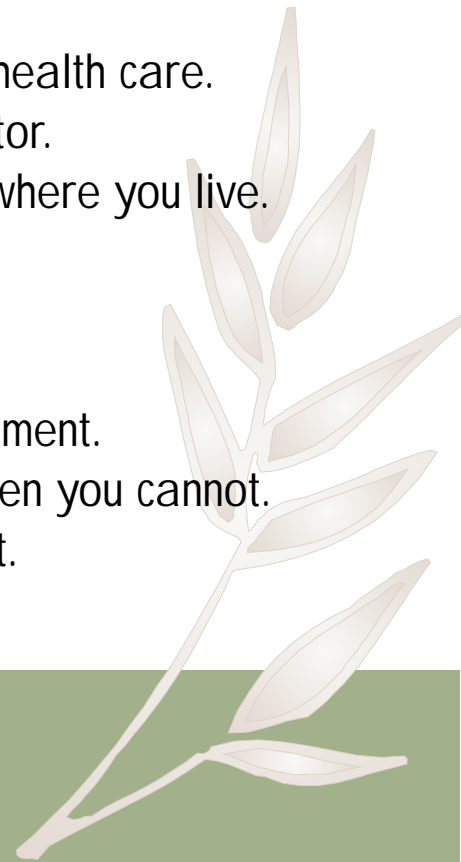 health care.
tor.
where you live.
ment.
en you cannot.
t.